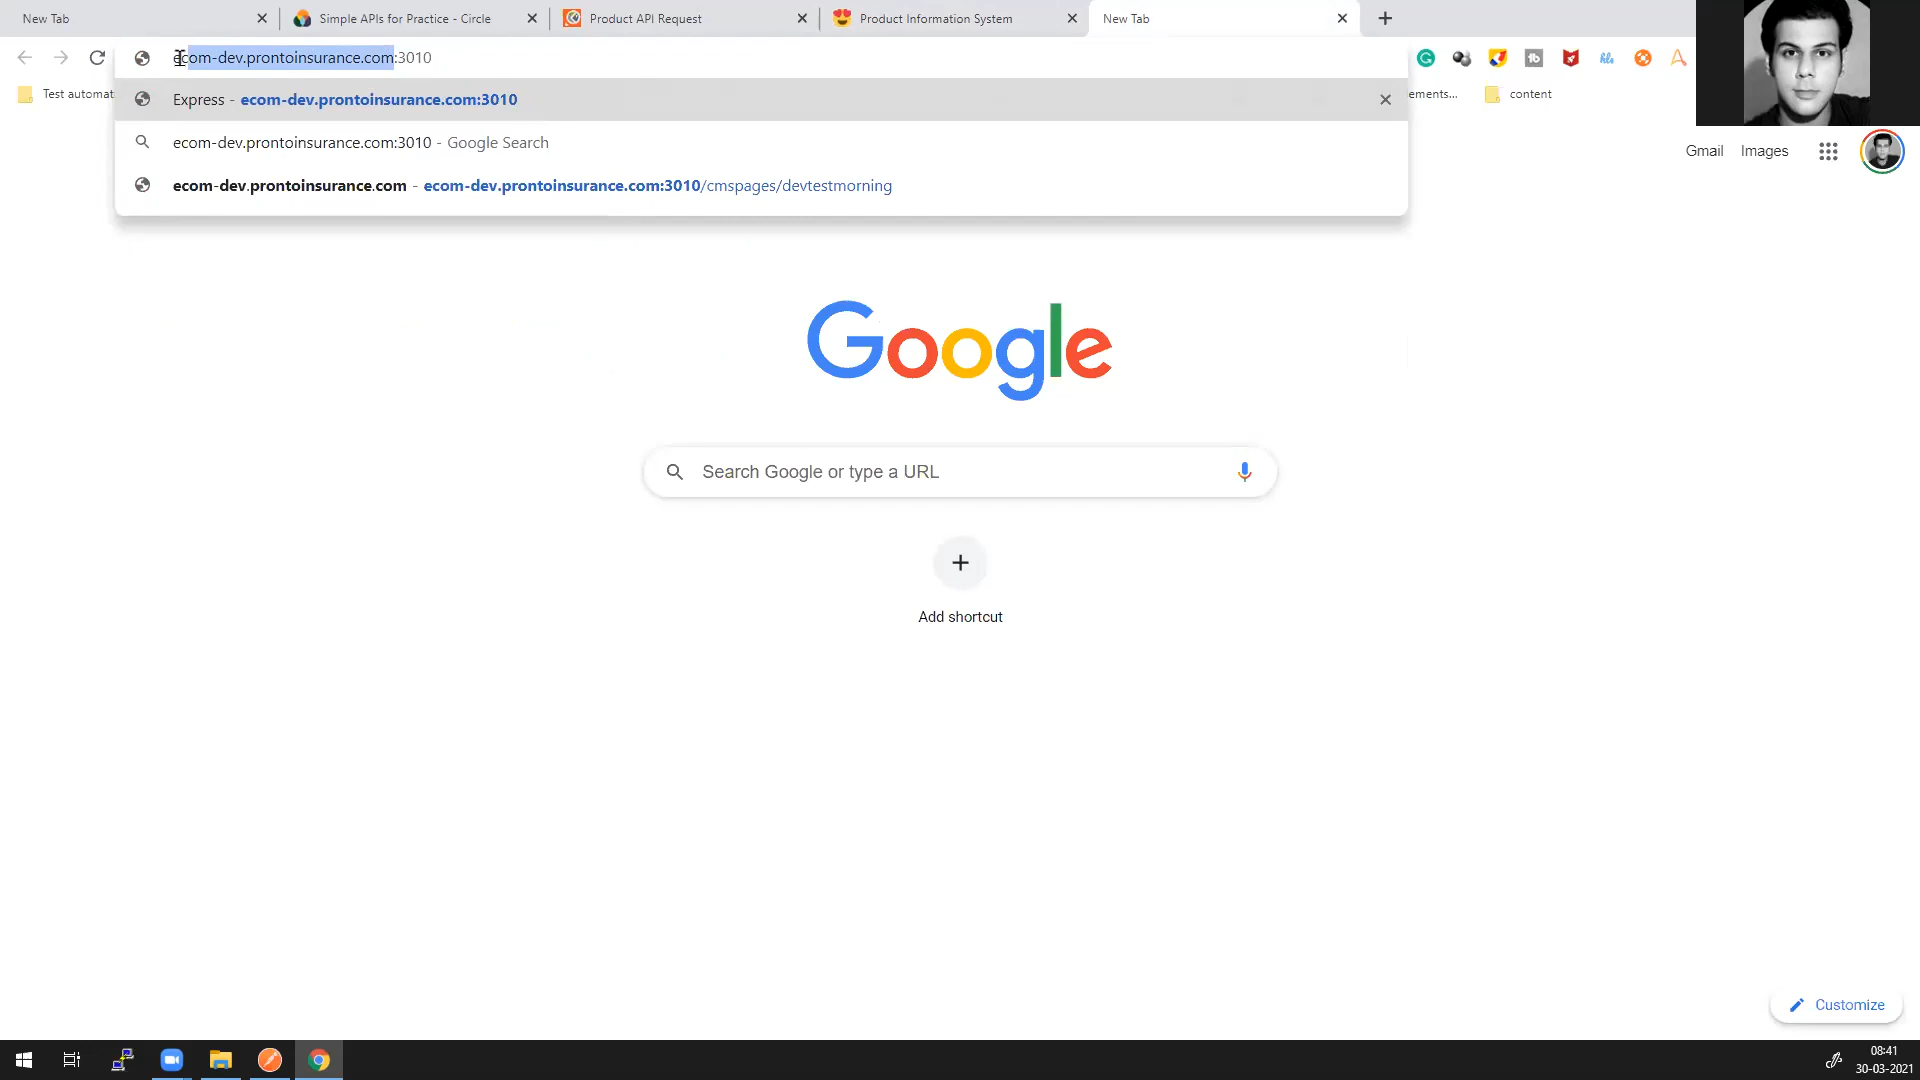 New Tab
Simple APIs for Practice - Circle
Product API Request
Product Information System
New Tab
ecom-dev.prontoinsurance.com:3010
Test automat
Express - ecom-dev.prontoinsurance.com:3010
ements...
content
ecom-dev.prontoinsurance.com:3010 - Google Search
Gmail
Images
ecom-dev.prontoinsurance.com - ecom-dev.prontoinsurance.com:3010/cmspages/devtestmorning
Google
Search Google or type a URL
Add shortcut
Customize
08:41
30-03-2021